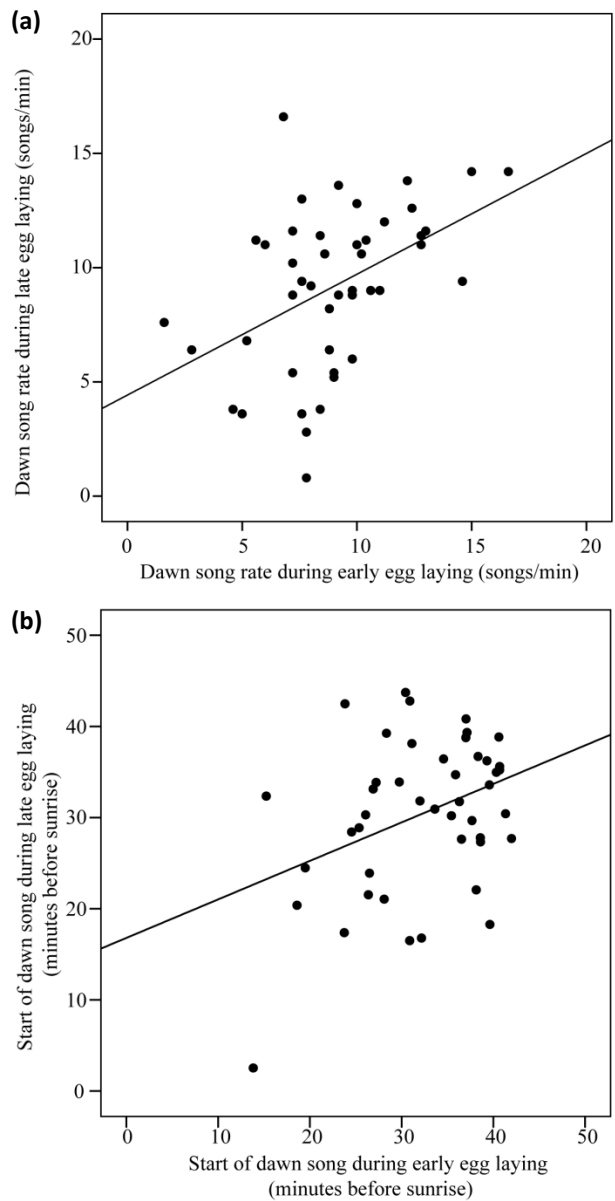 (a)
20
15
10
5
0
Dawn song rate during late egg laying (songs/min)
0 5 10 15 20
Dawn song rate during early egg laying (songs/min)
(b)
50
40
30
20
10
0
Start of dawn song during late egg laying
(minutes before sunrise)
0 10 20 30 40 50
Start of dawn song during early egg laying
(minutes before sunrise)